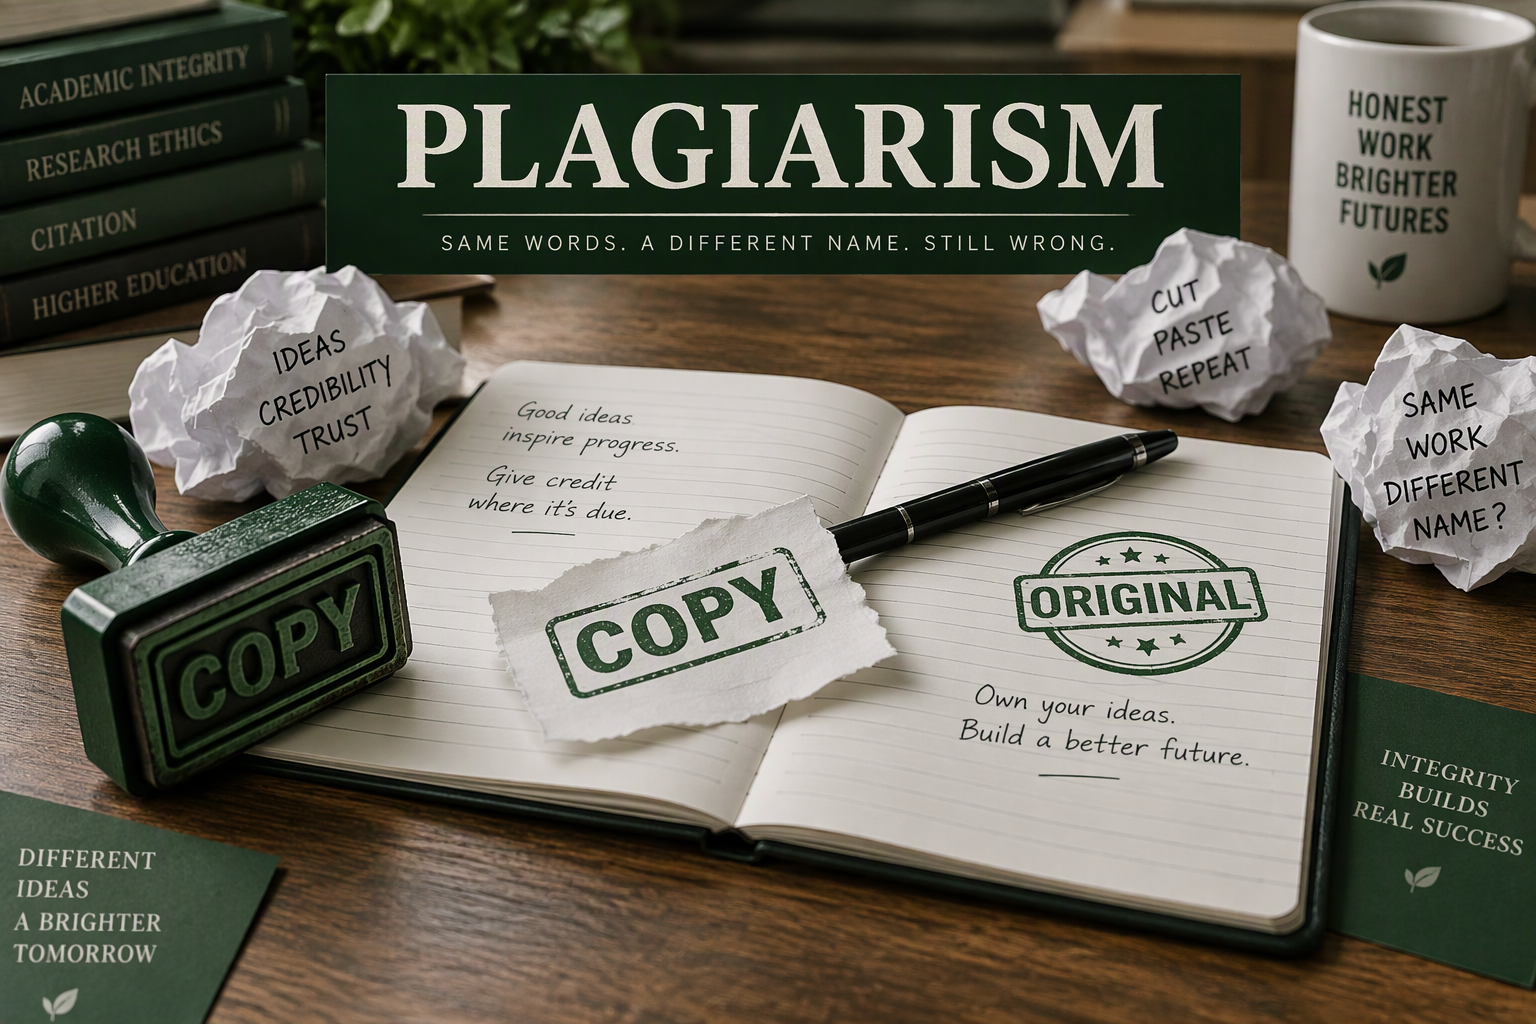 PLAGIARISM
SAME WORDS. A DIFFERENT NAME. STILL WRONG.
ACADEMIC INTEGRITY
RESEARCH ETHICS
CITATION
HIGHER EDUCATION
HONEST
WORK
BRIGHTER
FUTURES
IDEAS
CREDIBILITY
TRUST
CUT
PASTE
REPEAT
SAME
WORK
DIFFERENT
NAME?
Good ideas
inspire progress.
Give credit
where it's due.
COPY
COPY
ORIGINAL
Own your ideas.
Build a better future.
DIFFERENT
IDEAS
A BRIGHTER
TOMORROW
INTEGRITY
BUILDS
REAL SUCCESS